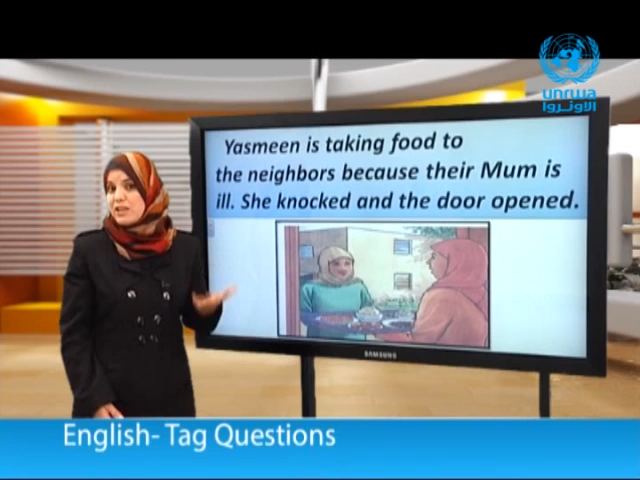 unrwa
الأونروا
Yasmeen is taking food to
the neighbors because their Mum is
ill. She knocked and the door opened.
SAMSUNG
English- Tag Questions